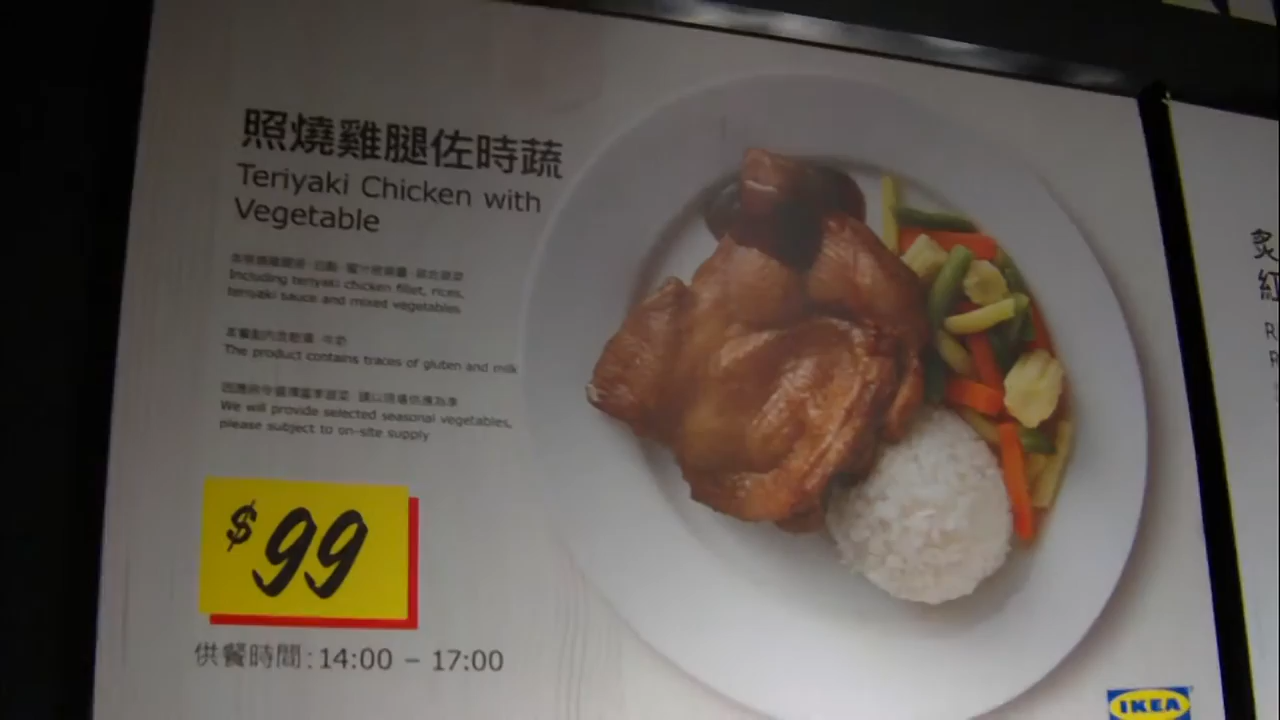 照燒雞腿佐時蔬
Teriyaki Chicken with
Vegetable
Including teriyaki chicken fillet, rices,
teriyaki sauce and mixed vegetables
The product contains traces of gluten and milk
We will provide selected seasonal vegetables,
please subject to on-site supply
$99
供餐時間:14:00 – 17:00
IKEA
炙
紅
R